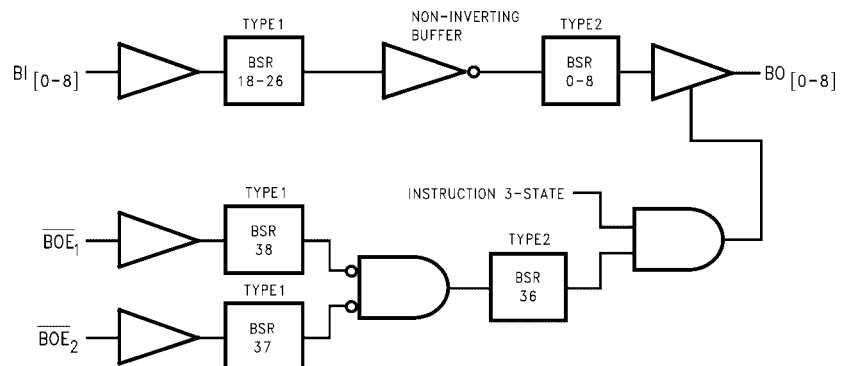 TYPE1
NON-INVERTING
BUFFER
TYPE2
BI [0-8]
BSR
18-26
BSR
0-8
BO [0-8]
TYPE1
INSTRUCTION 3-STATE
BOE1
BSR
38
TYPE2
TYPE1
BSR
36
BOE2
BSR
37